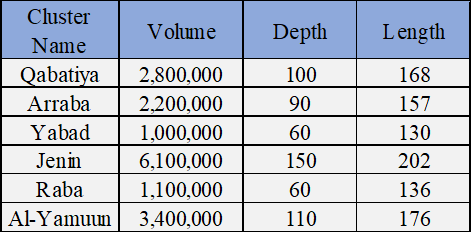 Cluster Name Volume Depth Length
Qabatiya 2,800,000 100 168
Arraba 2,200,000 90 157
Yabad 1,000,000 60 130
Jenin 6,100,000 150 202
Raba 1,100,000 60 136
Al-Yamuun 3,400,000 110 176